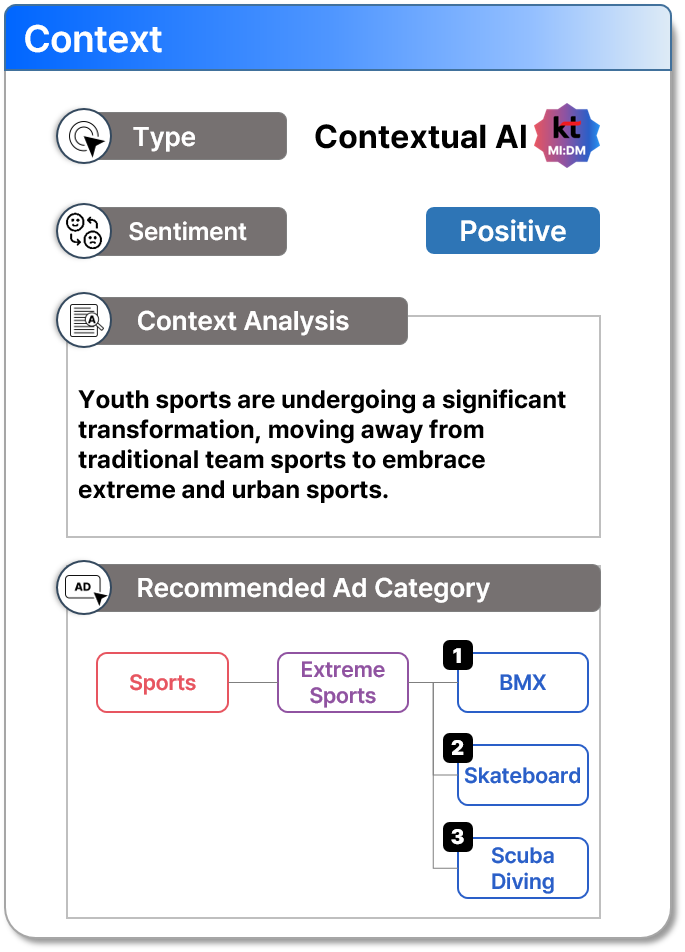 Context
Type
Contextual AI
kt
MI:DM
Sentiment
Positive
A
Context Analysis
Youth sports are undergoing a significant
transformation, moving away from
traditional team sports to embrace
extreme and urban sports.
AD
Recommended Ad Category
Sports
Extreme
Sports
1
BMX
2
Skateboard
3
Scuba
Diving